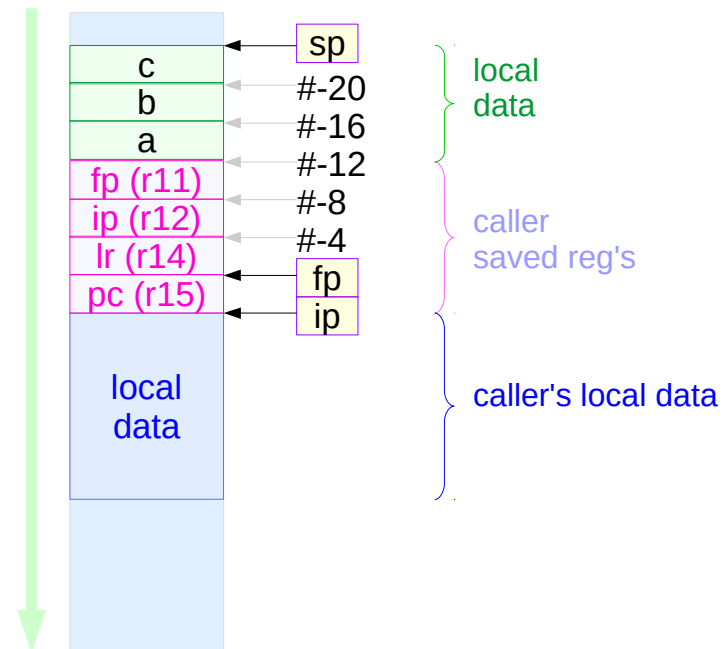 sp
c
#-20
b
#-16
a
#-12
fp (r11)
#-8
ip (r12)
#-4
lr (r14)
fp
pc (r15)
ip
local
data
local
data
caller
saved reg's
caller's local data